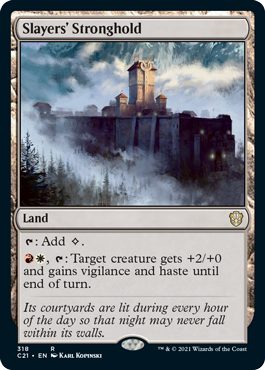 Slayers' Stronghold
Land
: Add .
, : Target creature gets +2/+0
and gains vigilance and haste until
end of turn.
Its courtyards are lit during every hour
of the day so that night may never fall
within its walls.
318 R
C21 • EN Karl Kopinski
™ & © 2021 Wizards of the Coast